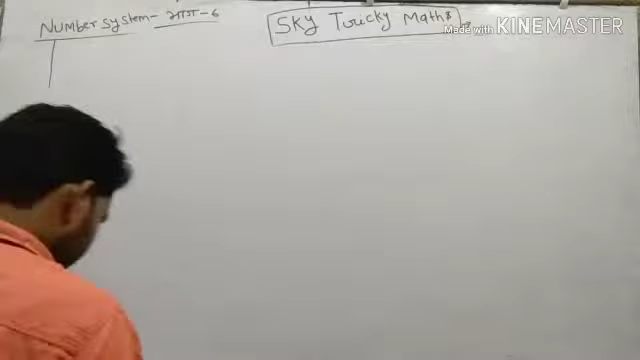 Number system - भाग - 6
Sky Tricky Maths
Made with KINEMASTER